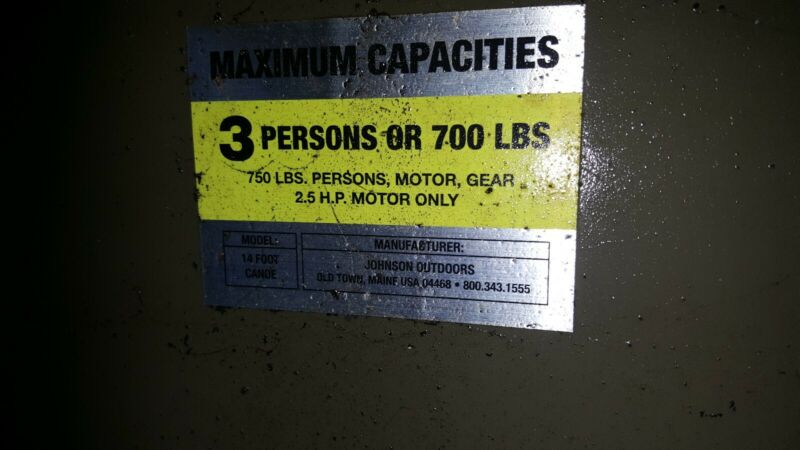 MAXIMUM CAPACITIES
3 PERSONS OR 700 LBS
750 LBS. PERSONS, MOTOR, GEAR
2.5 H.P. MOTOR ONLY
MODEL:
14 FOOT
CANOE
MANUFACTURER:
JOHNSON OUTDOORS
OLD TOWN, MAINE USA 04468 • 800.343.1555